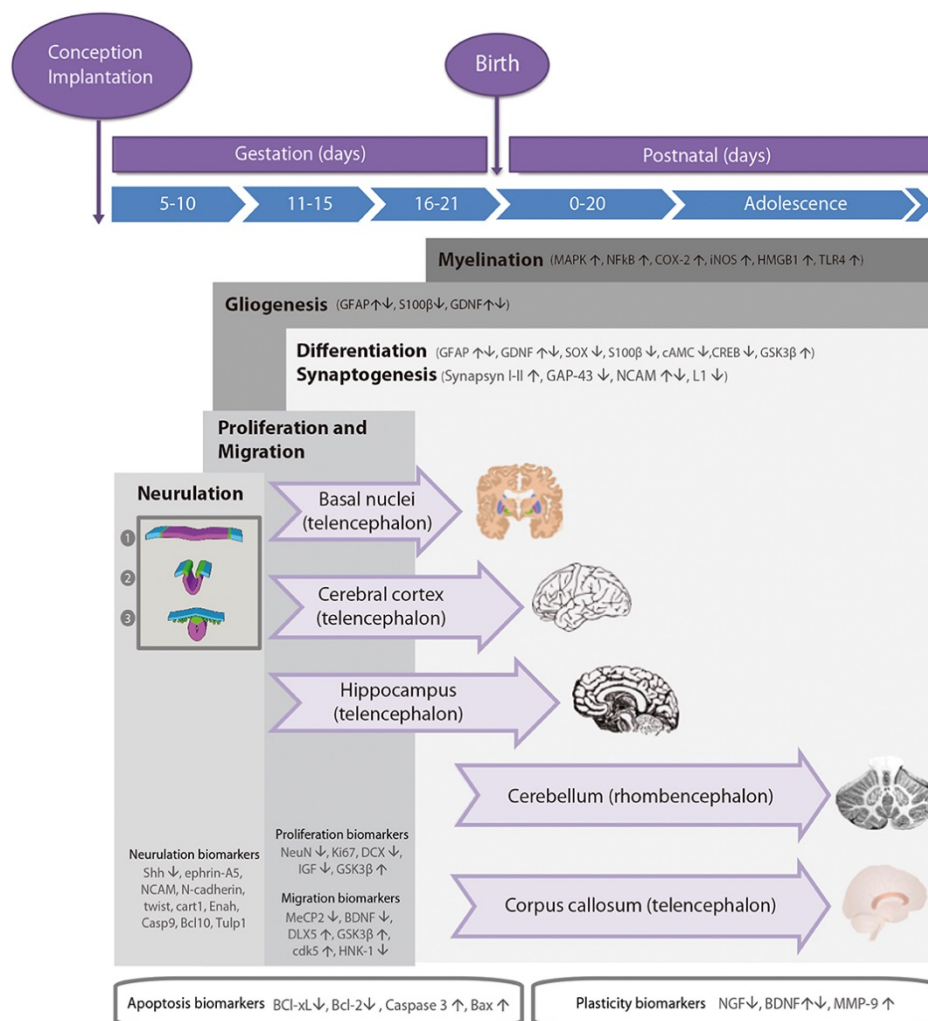 Conception
Implantation
Birth
Gestation (days)
Postnatal (days)
5-10
11-15
16-21
0-20
Adolescence
Myelination (MAPK ↑, NFkB ↑, COX-2 ↑, iNOS ↑, HMGB1 ↑, TLR4 ↑)
Gliogenesis (GFAP↑↓, S100β↓, GDNF↑↓)
Differentiation (GFAP ↑↓, GDNF ↑↓, SOX ↓, S100β ↓, cAMC ↓,CREB ↓, GSK3β ↑)
Synaptogenesis (Synapsyn I-II ↑, GAP-43 ↓, NCAM ↑↓, L1 ↓)
Proliferation and
Migration
Neurulation
1
2
3
Basal nuclei
(telencephalon)
Cerebral cortex
(telencephalon)
Hippocampus
(telencephalon)
Cerebellum (rhombencephalon)
Corpus callosum (telencephalon)
Neurulation biomarkers
Shh ↓, ephrin-A5,
NCAM, N-cadherin,
twist, cart1, Enah,
Casp9, Bcl10, Tulp1
Proliferation biomarkers
NeuN ↓, Ki67, DCX ↓,
IGF ↓, GSK3β ↑
Migration biomarkers
MeCP2 ↓, BDNF ↓,
DLX5 ↑, GSK3β ↑,
cdk5 ↑, HNK-1 ↓
Apoptosis biomarkers BCl-xL↓, Bcl-2↓, Caspase 3 ↑, Bax ↑
Plasticity biomarkers NGF↓, BDNF↑↓, MMP-9 ↑